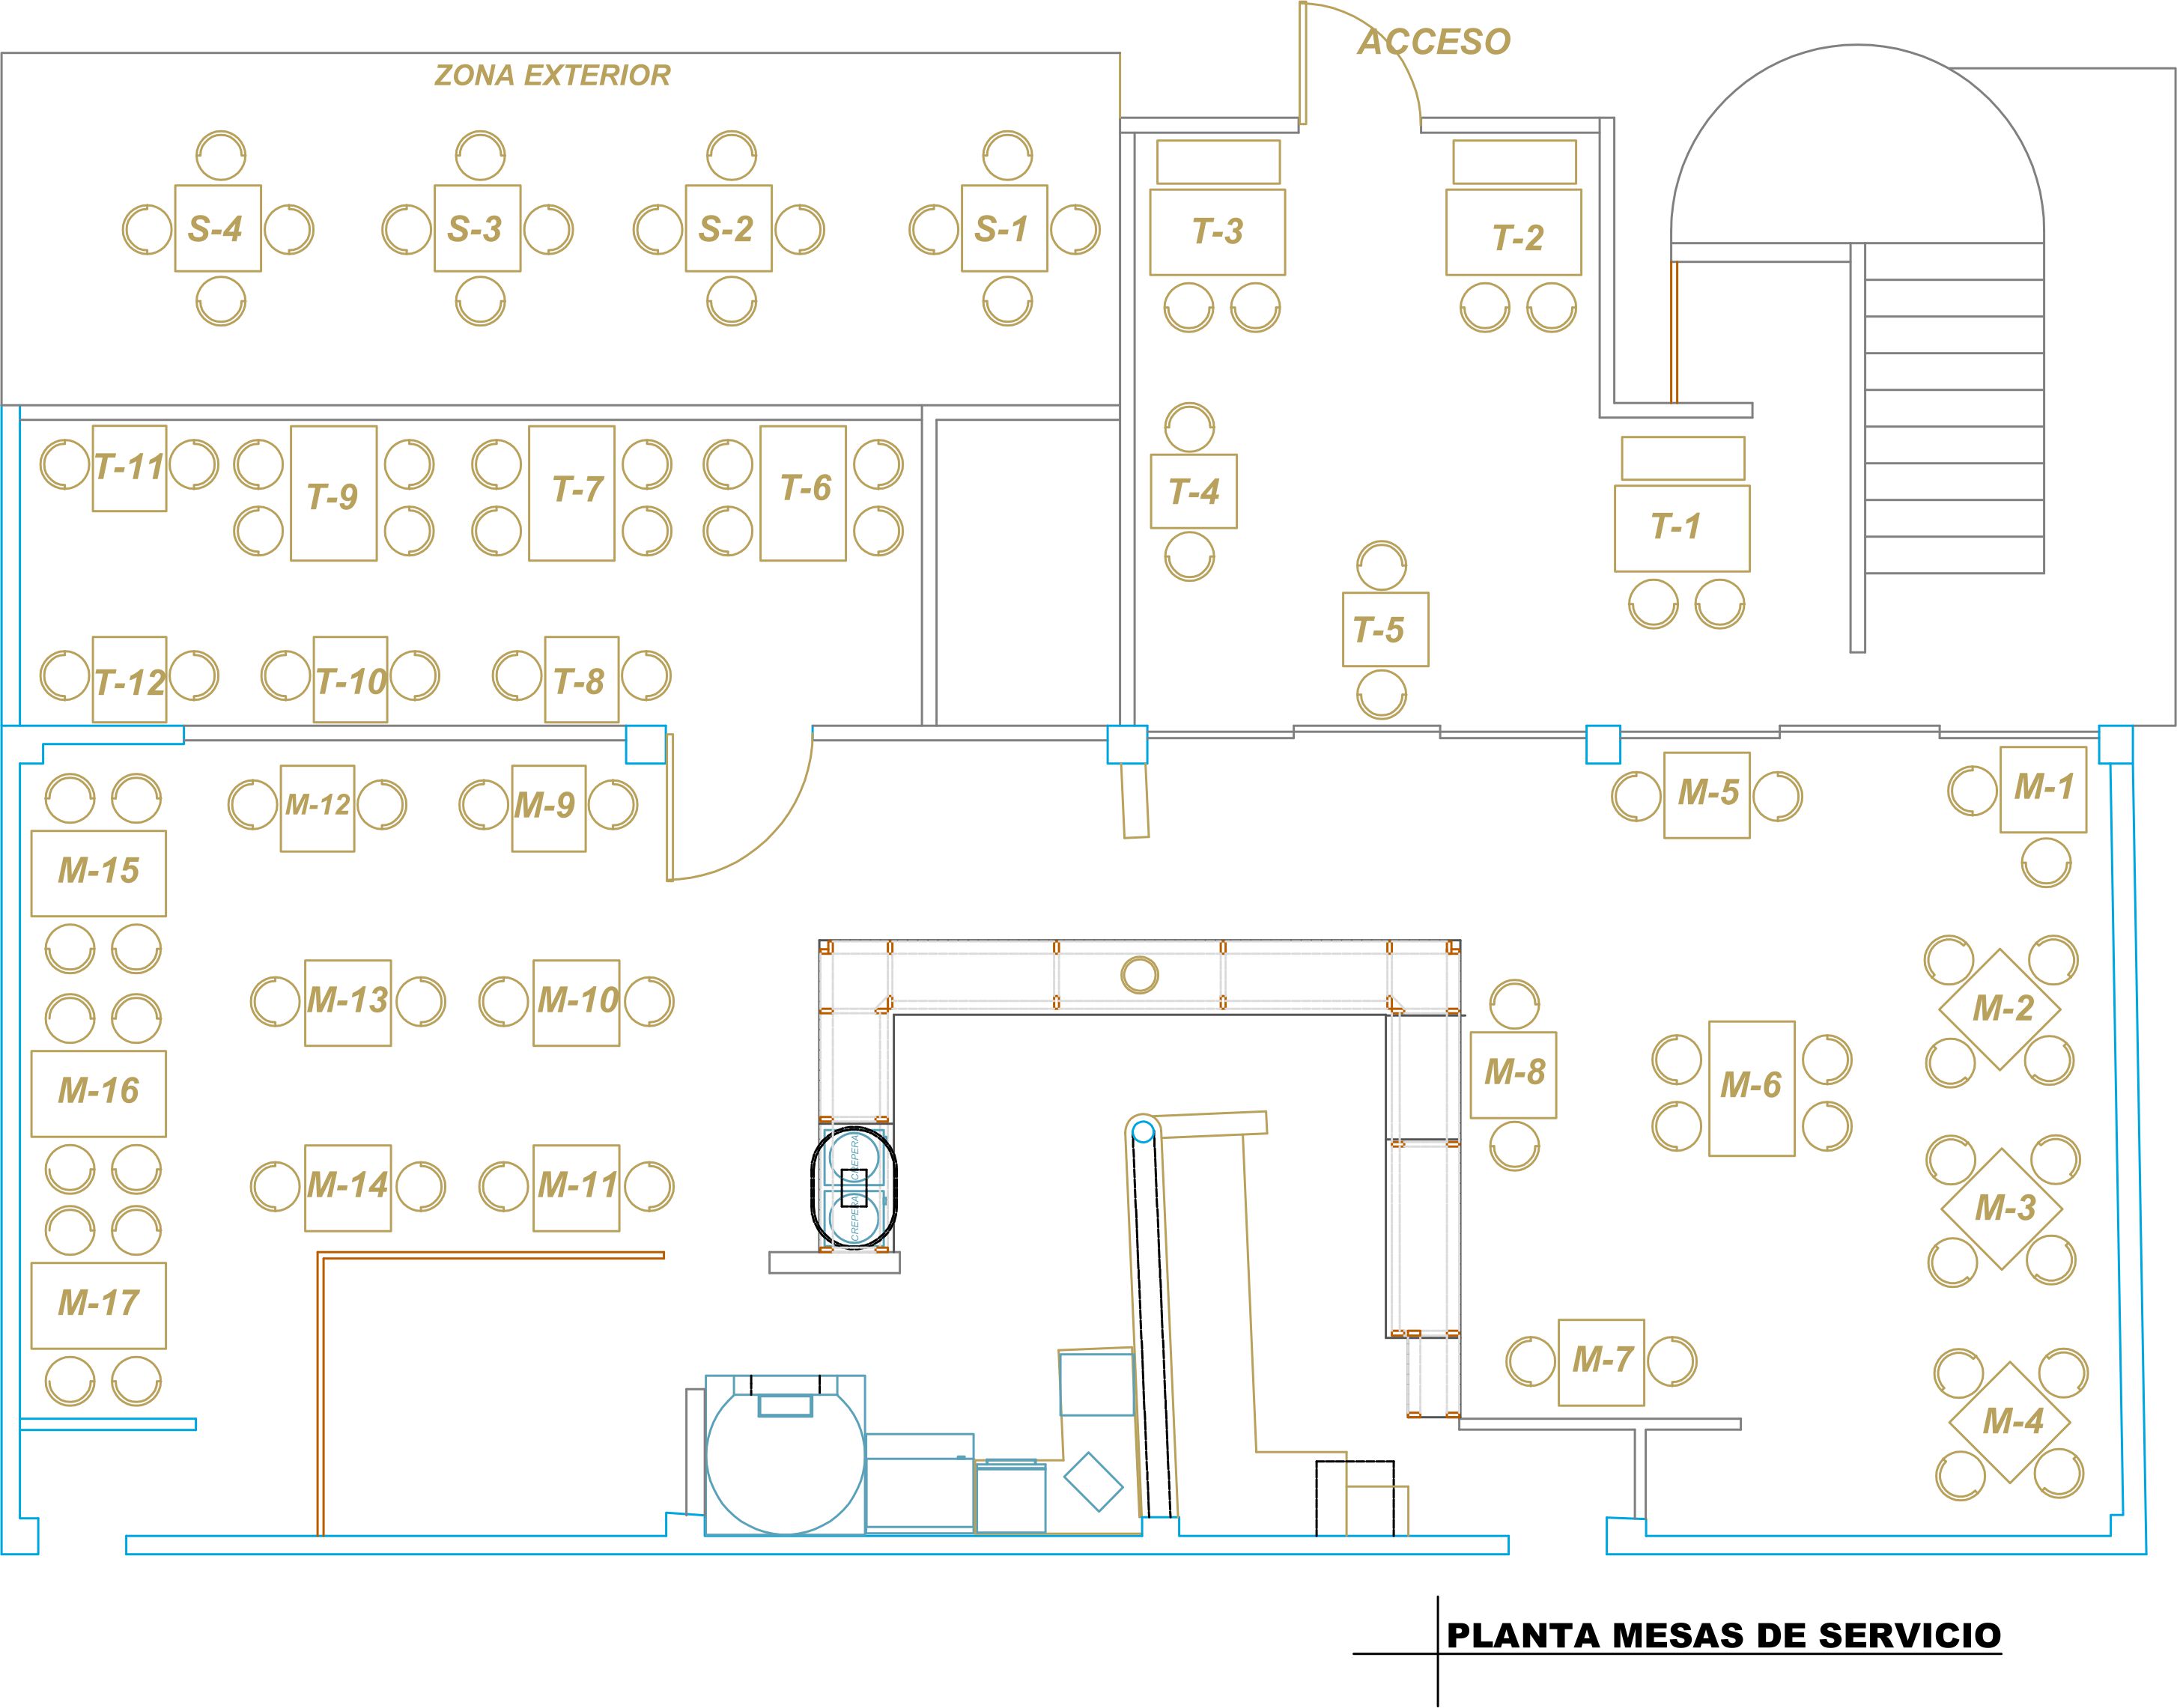 ACCESO
ZONA EXTERIOR
S-4
S-3
S-2
S-1
T-3
T-2
T-11
T-9
T-7
T-6
T-4
T-1
T-5
T-12
T-10
T-8
M-12
M-9
M-5
M-1
M-15
M-13
M-10
M-2
M-8
M-6
M-16
CREPERA
M-14
M-11
CREPERA
M-3
M-17
M-7
M-4
PLANTA MESAS DE SERVICIO